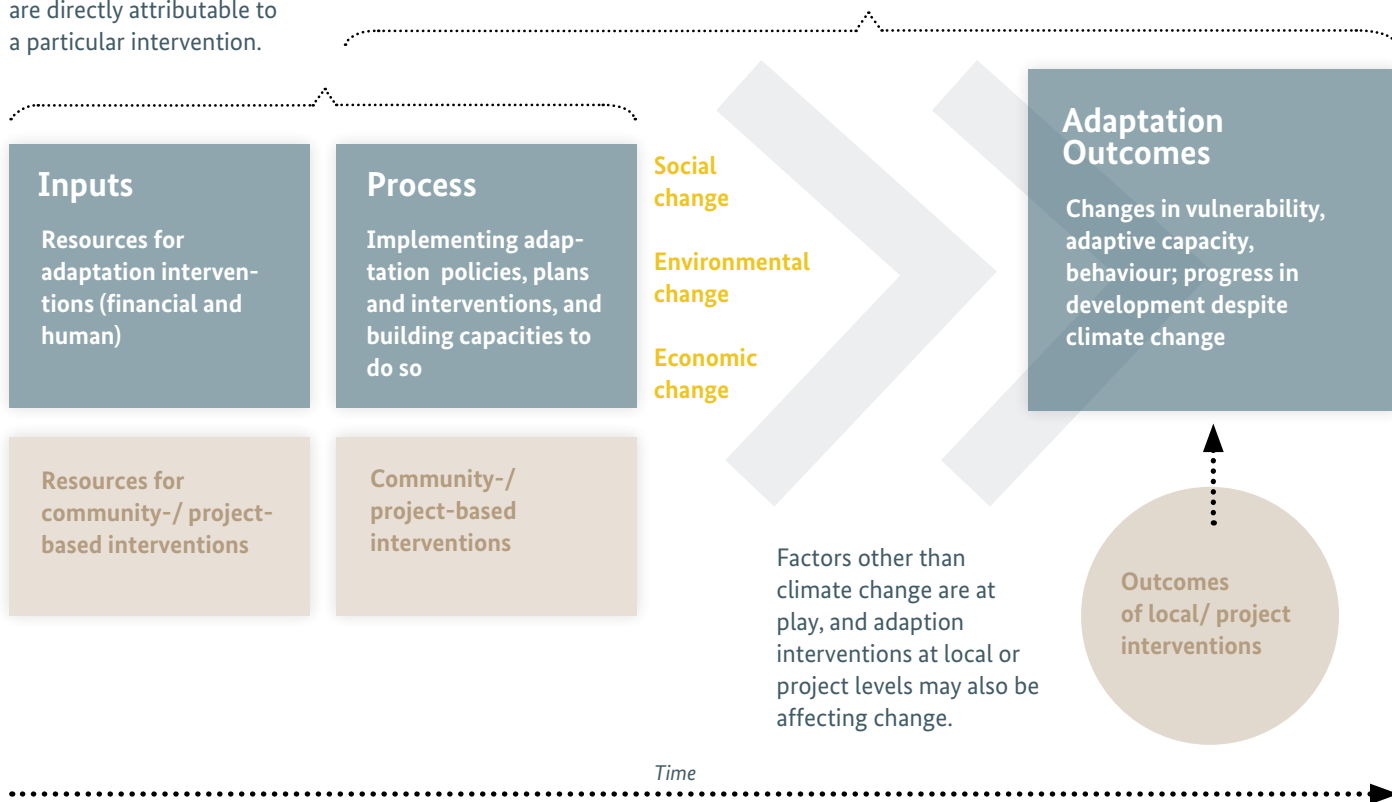 are directly attributable to
a particular intervention.
Inputs
Resources for
adaptation interven-
tions (financial and
human)
Process
Implementing adap-
tation policies, plans
and interventions, and
building capacities to
do so
Social
change
Environmental
change
Economic
change
Adaptation
Outcomes
Changes in vulnerability,
adaptive capacity,
behaviour; progress in
development despite
climate change
Resources for
community-/ project-
based interventions
Community-/
project-based
interventions
Factors other than
climate change are at
play, and adaption
interventions at local or
project levels may also be
affecting change.
Outcomes
of local/ project
interventions
Time